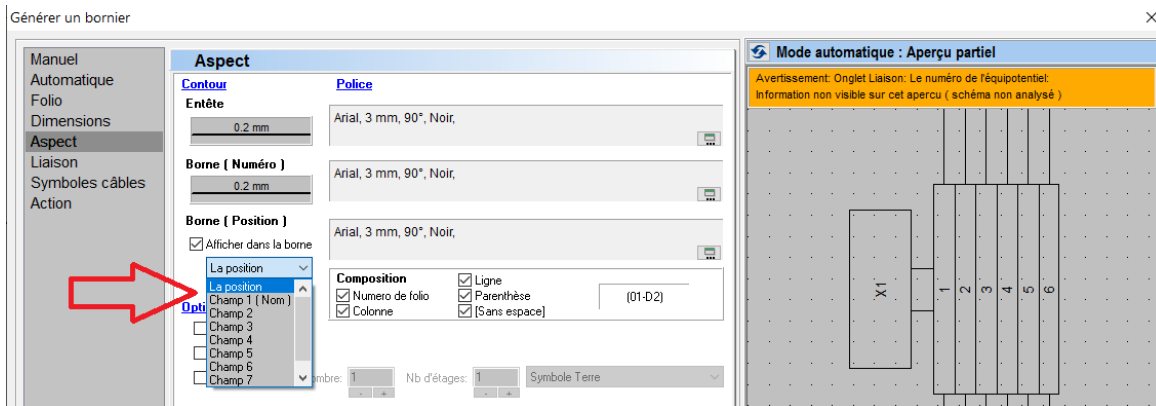 Générer un bornier
Manuel
Automatique
Folio
Dimensions
Aspect
Liaison
Symboles câbles
Action
Aspect
Contour
Police
Entête
0.2 mm
Arial, 3 mm, 90°, Noir,
Borne ( Numéro )
0.2 mm
Arial, 3 mm, 90°, Noir,
Borne ( Position )
Afficher dans la borne
Arial, 3 mm, 90°, Noir,
La position
La position
Champ 1 ( Nom )
Champ 2
Champ 3
Champ 4
Champ 5
Champ 6
Champ 7
Opti
Composition
Numero de folio
Colonne
Ligne
Parenthèse
[Sans espace]
(01-D2)
ombre: 1
- +
Nb d'étages: 1
- +
Symbole Terre
Mode automatique : Aperçu partiel
Avertissement: Onglet Liaison: Le numéro de l'équipotentiel:
Information non visible sur cet apercu ( schéma non analysé )
X1
1
2
3
4
5
6